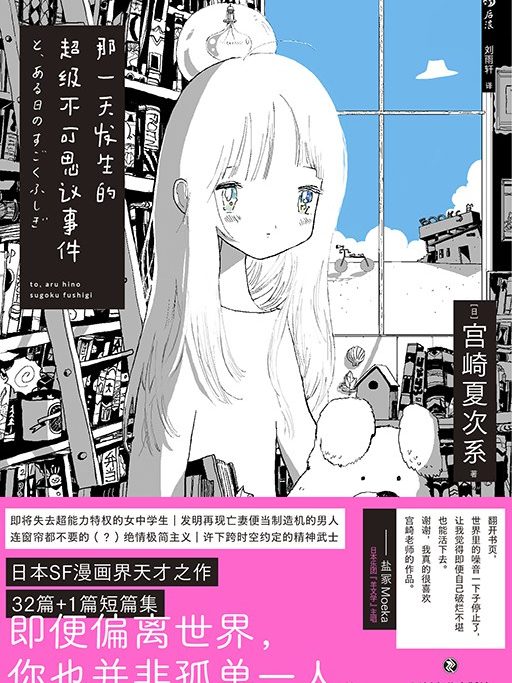 后浪
刘雨轩 译
那一天发生的
超级不可思议事件
と、ある日のすごくふしぎ
to, aru hino
sugoku fushigi
[日]
宫崎夏次系 著
即将失去超能力特权的女中学生|发明再现亡妻便当制造机的男人
连窗帘都不要的(?)绝情极简主义|许下跨时空约定的精神武士
日本SF漫画界天才之作
32篇+1篇短篇集
即便偏离世界,
你也并非孤单一人
翻开书页,
世界里的噪音一下子停止了,
让我觉得即便自己破烂不堪
也能活下去。
谢谢,我真的很喜欢
宫崎老师的作品。
——盐冢Moeka
日本乐团『羊文学』主唱